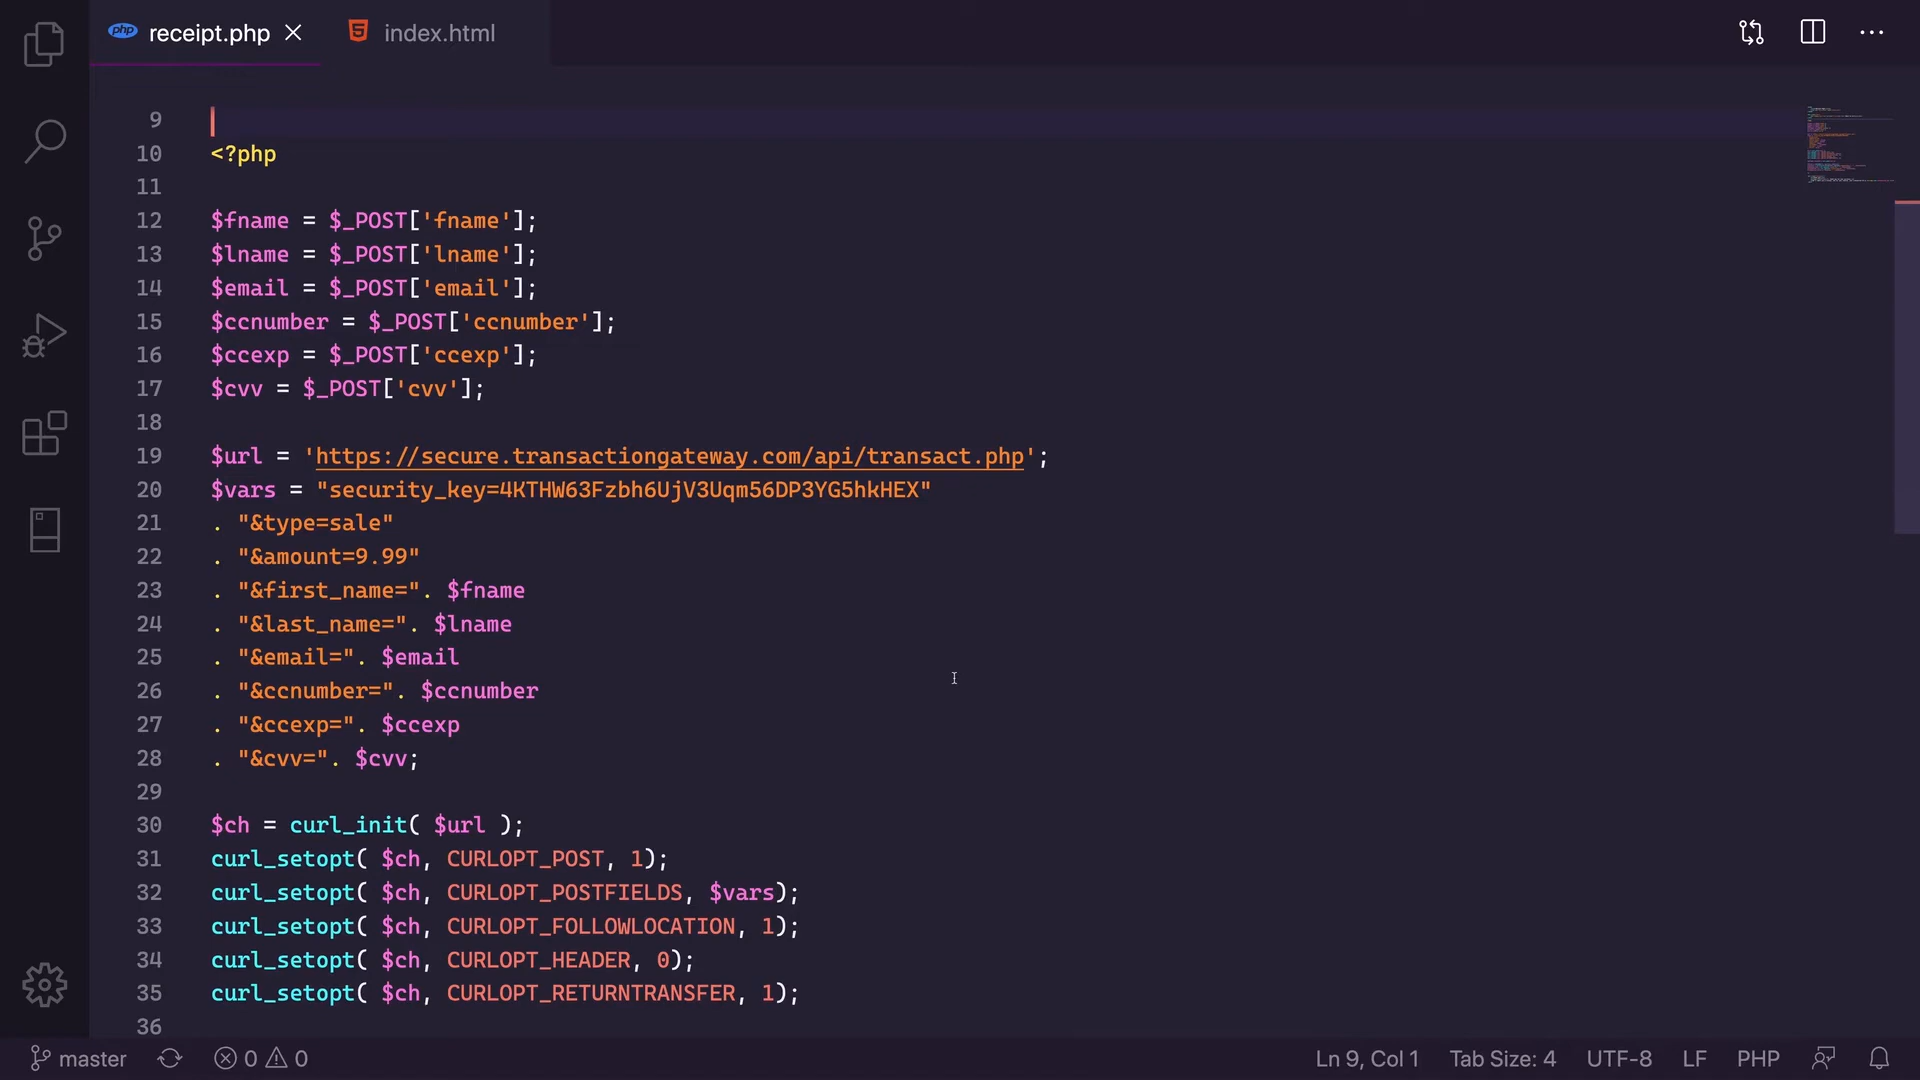 php receipt.php
index.html
9
10 <?php
11
12 $fname = $_POST['fname'];
13 $lname = $_POST['lname'];
14 $email = $_POST['email'];
15 $ccnumber = $_POST['ccnumber'];
16 $ccexp = $_POST['ccexp'];
17 $cvv = $_POST['cvv'];
18
19 $url = 'https://secure.transactiongateway.com/api/transact.php';
20 $vars = "security_key=4KTHW63Fzbh6UjV3Uqm56DP3YG5hkHEX"
21 . "&type=sale"
22 . "&amount=9.99"
23 . "&first_name=". $fname
24 . "&last_name=". $lname
25 . "&email=". $email
26 . "&ccnumber=". $ccnumber
27 . "&ccexp=". $ccexp
28 . "&cvv=". $cvv;
29
30 $ch = curl_init( $url );
31 curl_setopt( $ch, CURLOPT_POST, 1);
32 curl_setopt( $ch, CURLOPT_POSTFIELDS, $vars);
33 curl_setopt( $ch, CURLOPT_FOLLOWLOCATION, 1);
34 curl_setopt( $ch, CURLOPT_HEADER, 0);
35 curl_setopt( $ch, CURLOPT_RETURNTRANSFER, 1);
36
master 0 0 Ln 9, Col 1 Tab Size: 4 UTF-8 LF PHP